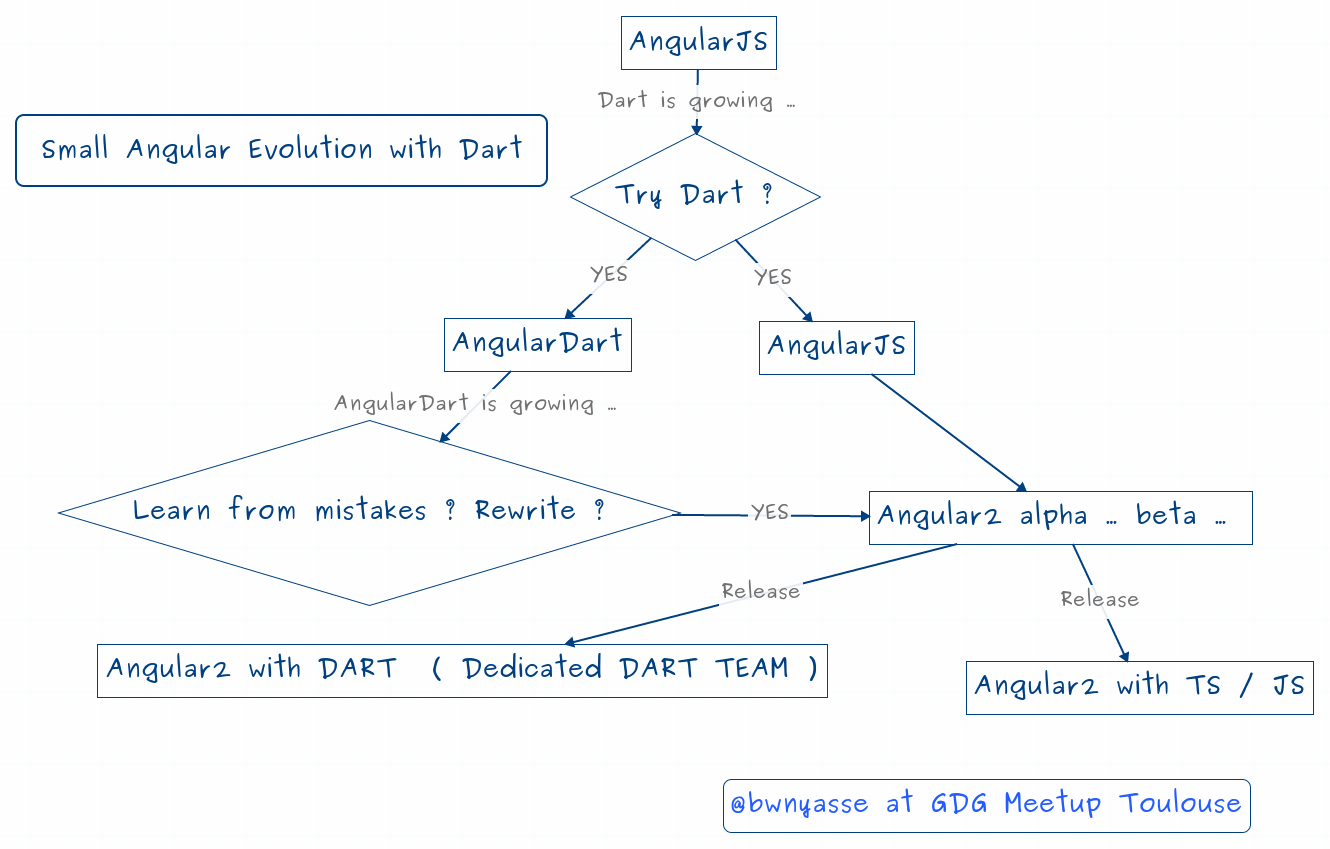 AngularJS
Dart is growing ...
Small Angular Evolution with Dart
Try Dart ?
YES
YES
AngularDart
AngularJS
AngularDart is growing ...
Learn from mistakes ? Rewrite ?
YES
Angular2 alpha ... beta ...
Release
Release
Angular2 with DART ( Dedicated DART TEAM )
Angular2 with TS / JS
@bwnyasse at GDG Meetup Toulouse